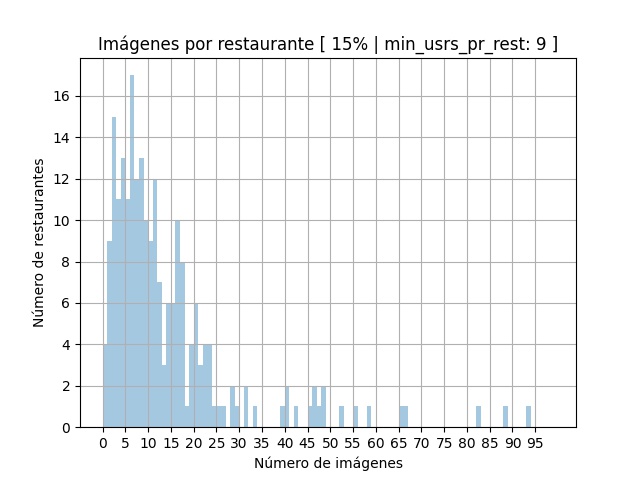 Imágenes por restaurante [ 15% | min_usrs_pr_rest: 9 ]
Número de restaurantes
16
14
12
10
8
6
4
2
0
0 5 10 15 20 25 30 35 40 45 50 55 60 65 70 75 80 85 90 95
Número de imágenes